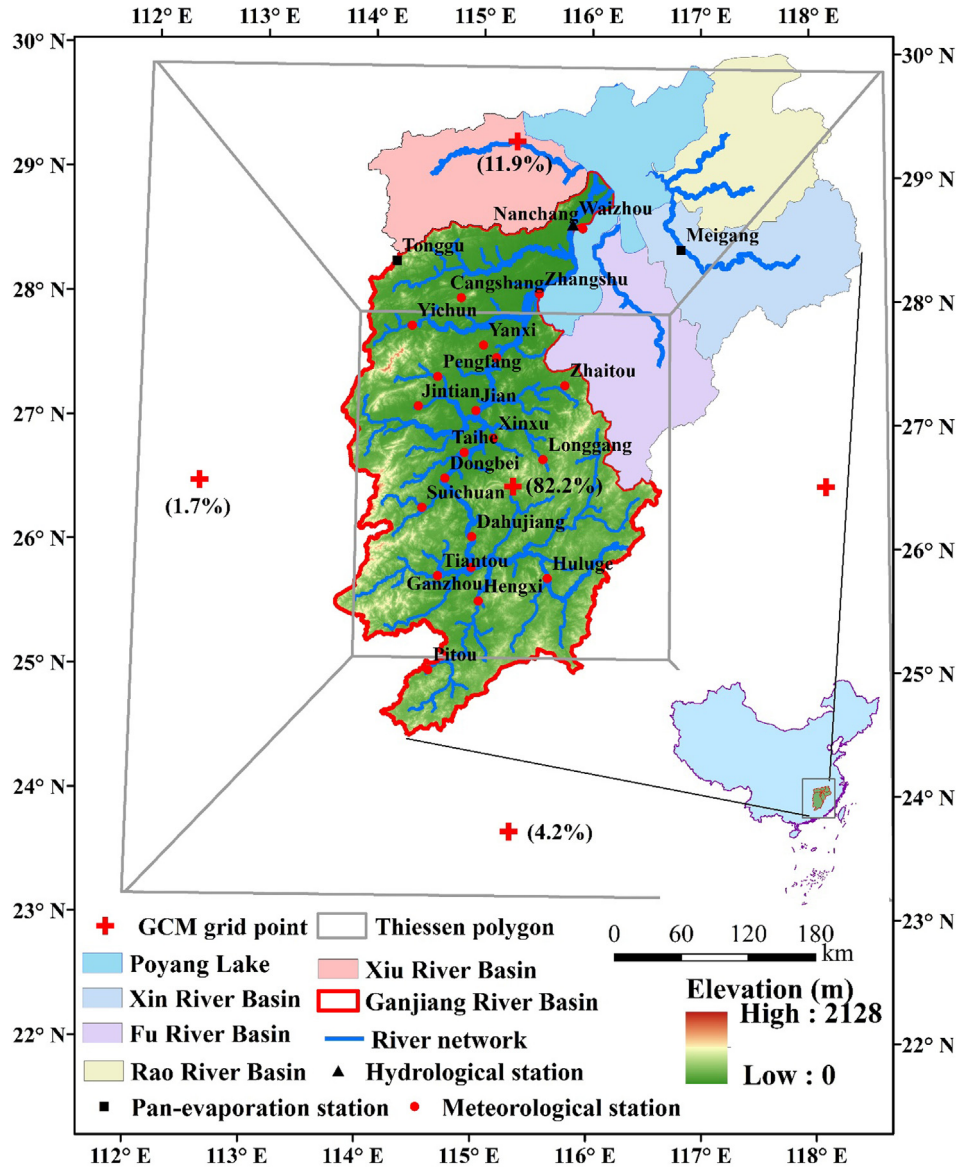 112° E 113° E 114° E 115° E 116° E 117° E 118° E
30° N
30° N
29° N
29° N
(11.9%)
Nanchang
Waizhou
Meigang
Tonggu
28° N
28° N
Cangshang
Zhangshu
Yichun
Yanxi
Pengfang
Zhaitou
Jintian
Jian
27° N
27° N
Xinxu
Taihe
Longgang
Dongbei
(82.2%)
(1.7%)
Suichuan
26° N
26° N
Dahujiang
Tiantou
Huluge
Ganzhou
Hengxi
25° N
25° N
Pitou
24° N
24° N
(4.2%)
23° N
23° N
GCM grid point
Thiessen polygon
0 60 120 180
km
Poyang Lake
Xiu River Basin
Xin River Basin
Ganjiang River Basin
Elevation (m)
High : 2128
Fu River Basin
River network
22° N
22° N
Rao River Basin
Hydrological station
Low : 0
Pan-evaporation station
Meteorological station
112° E 113° E 114° E 115° E 116° E 117° E 118° E